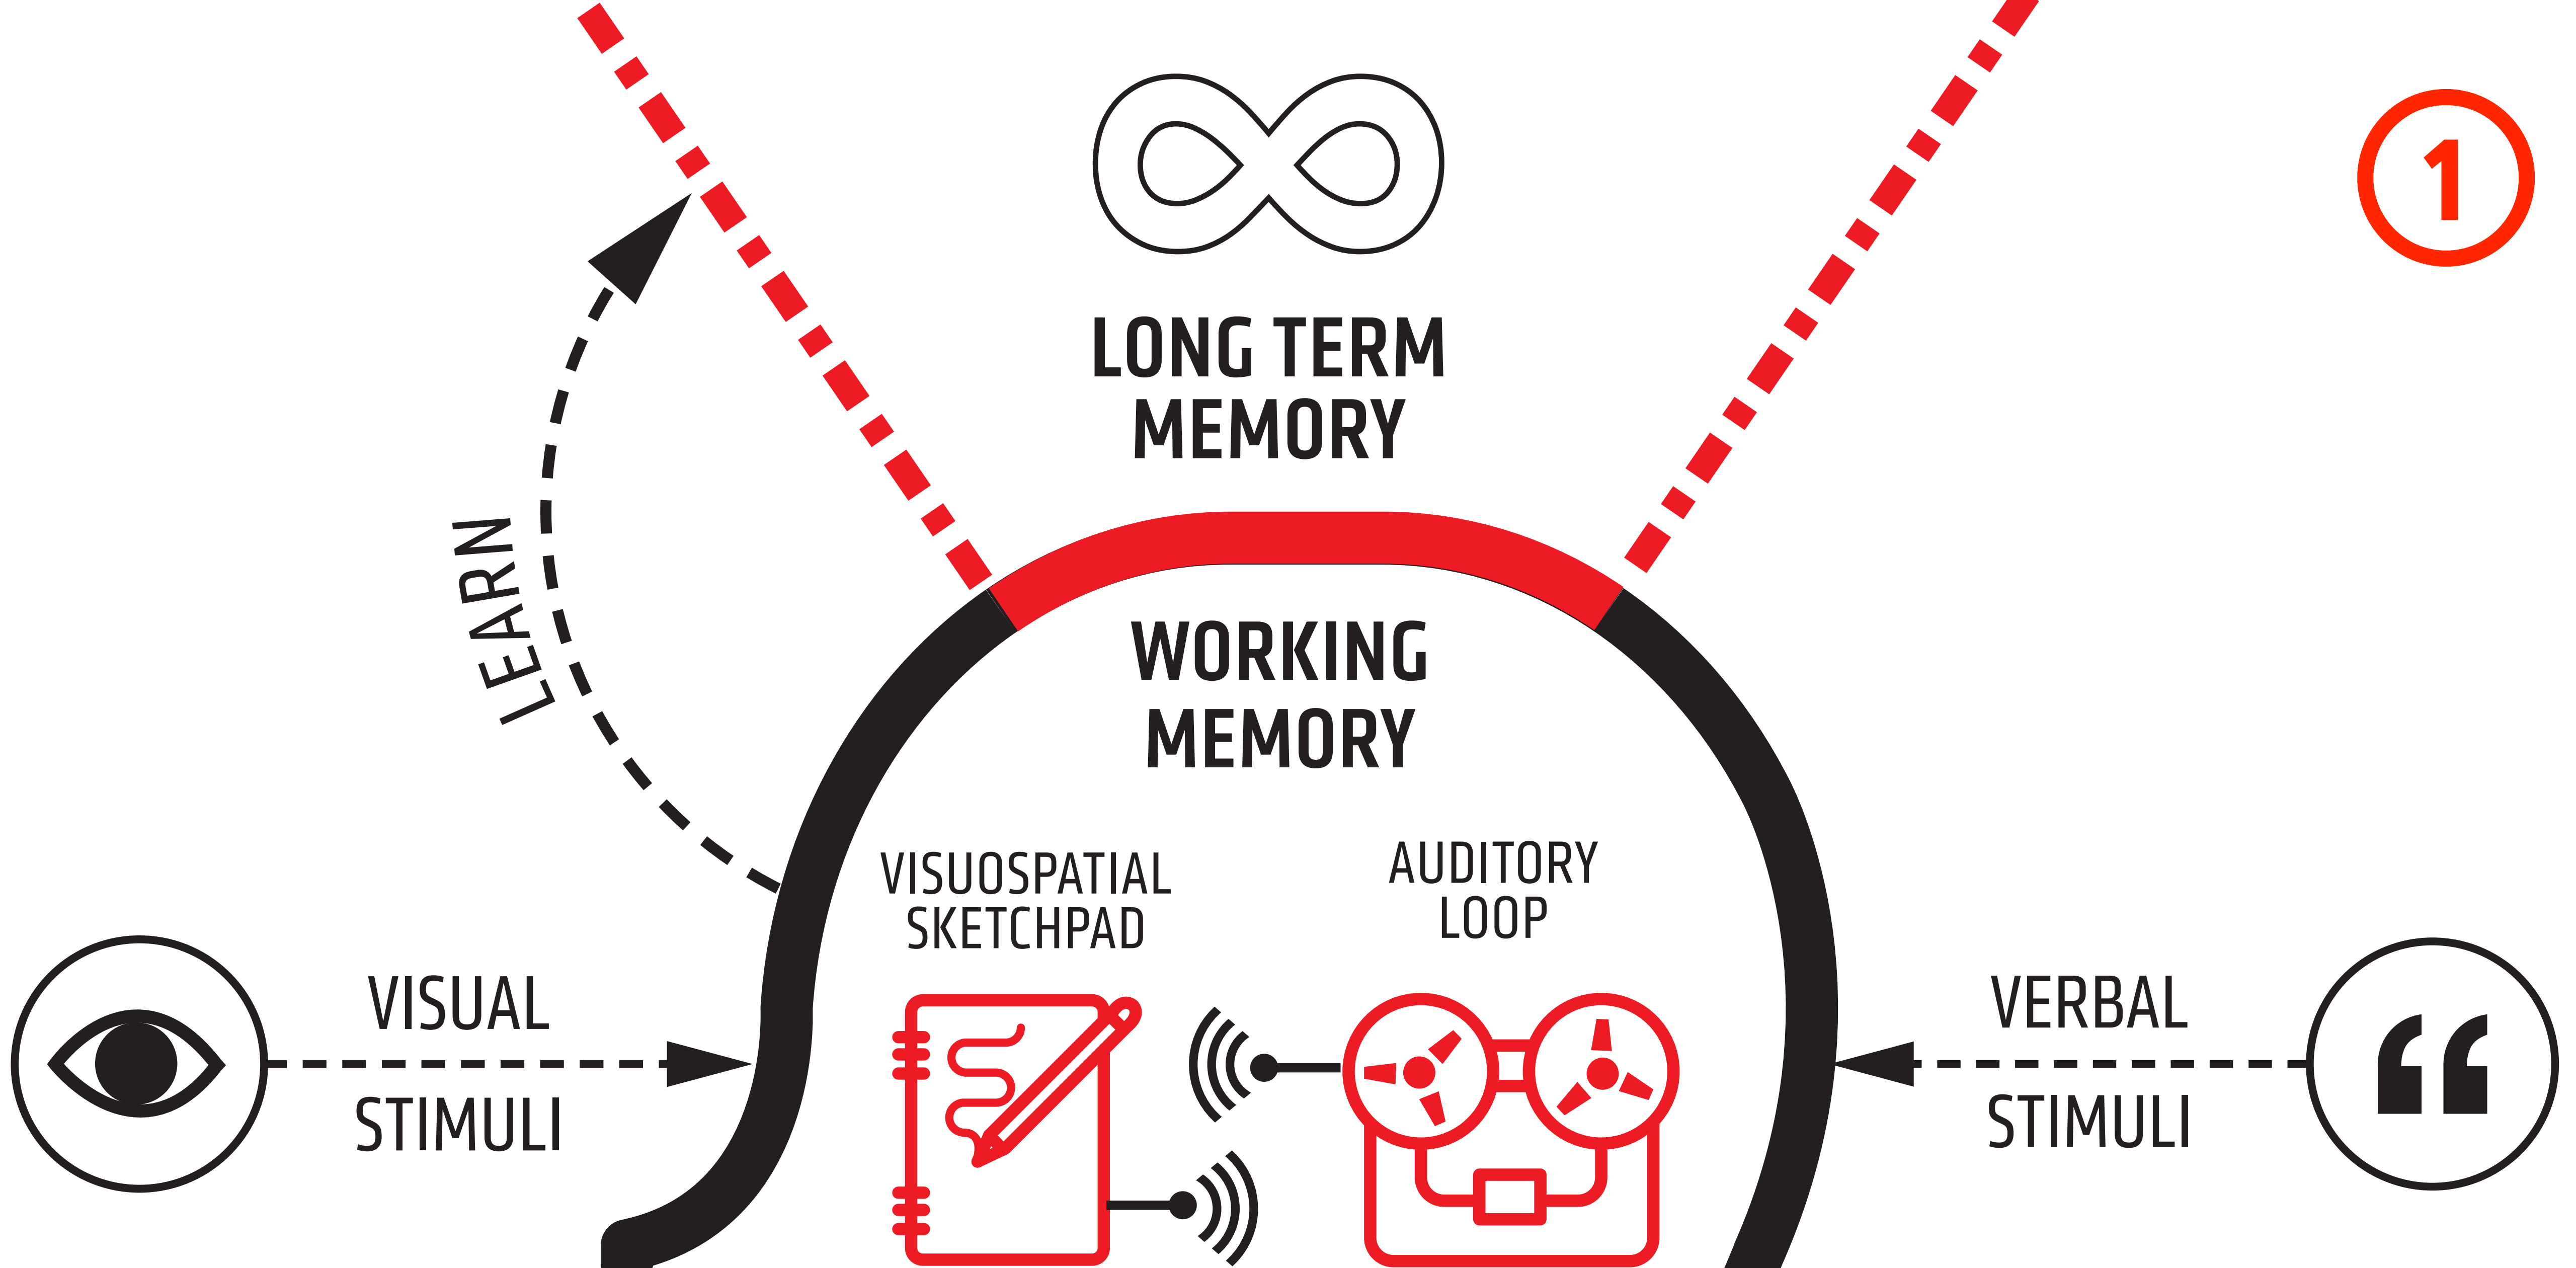 1
LONG TERM
MEMORY
LEARN
WORKING
MEMORY
VISUOSPATIAL
SKETCHPAD
AUDITORY
LOOP
VISUAL
STIMULI
VERBAL
STIMULI
“